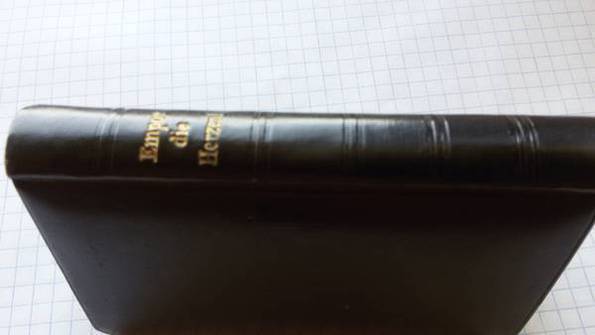 Empor
die
Herzen